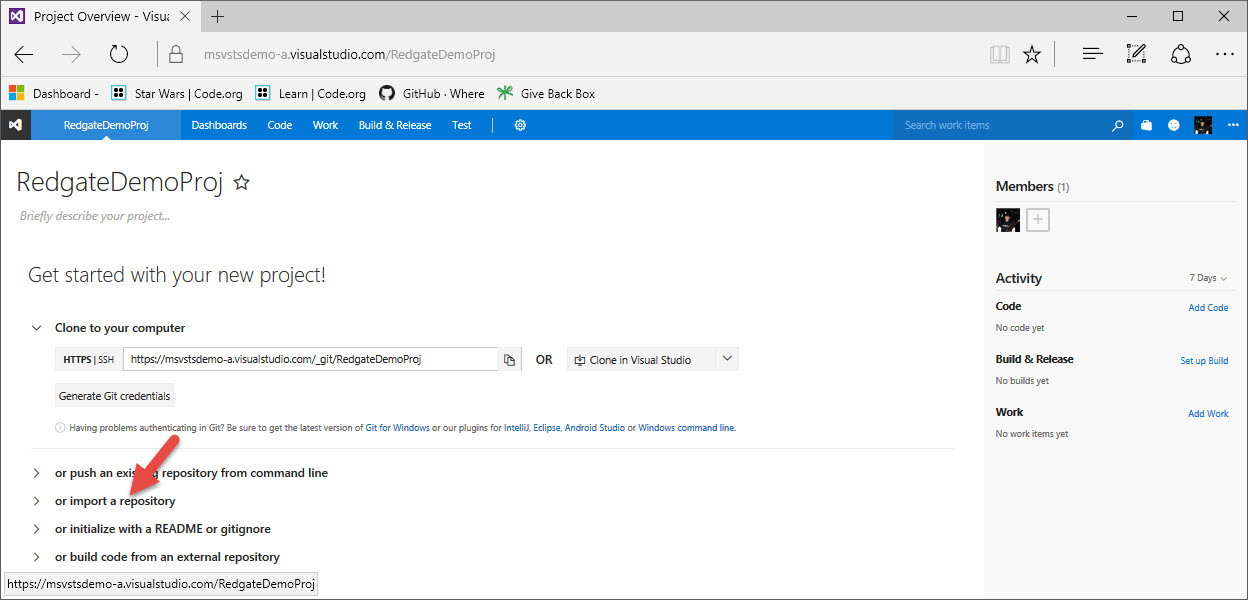 Project Overview - Visua
msvstsdemo-a.visualstudio.com/RedgateDemoProj
Dashboard - Star Wars | Code.org Learn | Code.org GitHub · Where Give Back Box
RedgateDemoProj Dashboards Code Work Build & Release Test Search work items
RedgateDemoProj
Briefly describe your project...
Get started with your new project!
Clone to your computer
HTTPS | SSH https://msvstsdemo-a.visualstudio.com/_git/RedgateDemoProj OR Clone in Visual Studio
Generate Git credentials
Having problems authenticating in Git? Be sure to get the latest version of Git for Windows or our plugins for IntelliJ, Eclipse, Android Studio or Windows command line.
or push an existing repository from command line
or import a repository
or initialize with a README or gitignore
or build code from an external repository
https://msvstsdemo-a.visualstudio.com/RedgateDemoProj
Members (1)
Activity 7 Days
Code Add Code
No code yet
Build & Release Set up Build
No builds yet
Work Add Work
No work items yet